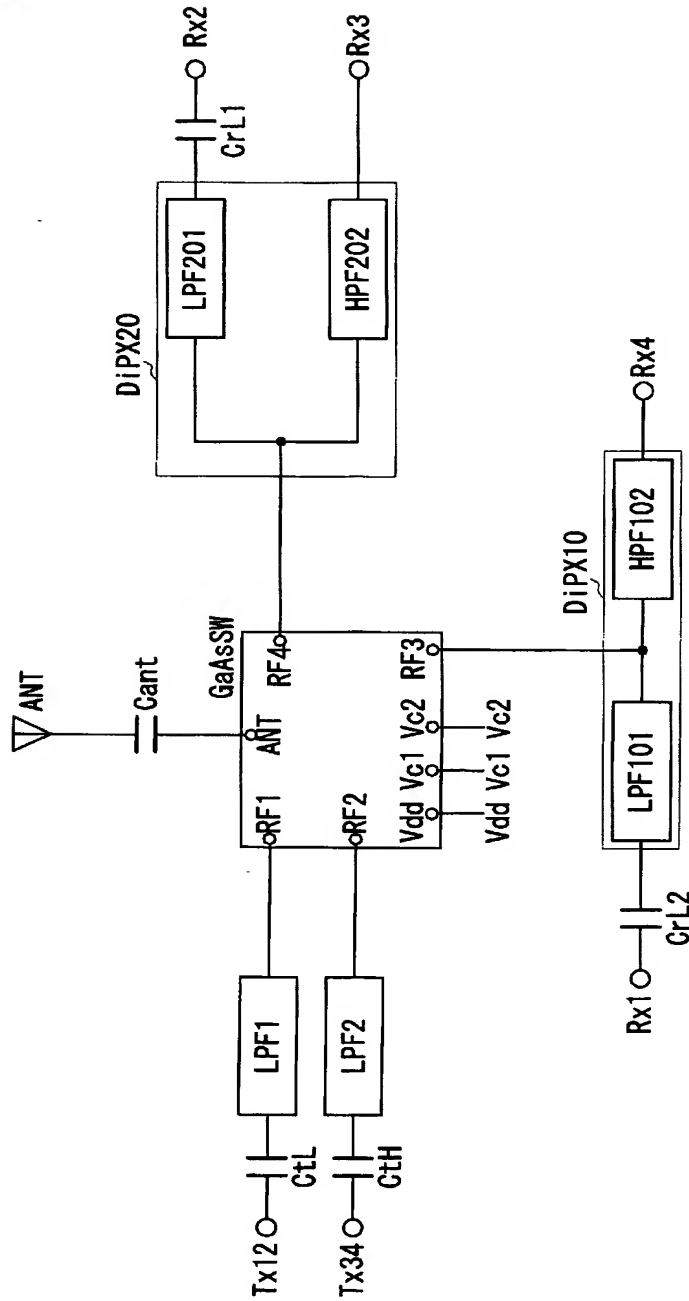 ANT
Cant
GaAsSW
ANT
RF1
RF2
RF4
RF3
Vdd Vc1 Vc2
Vdd Vc1 Vc2
Tx12
CtL
LPF1
Tx34
CtH
LPF2
DiPX20
LPF201
HPF202
CrL1
Rx2
Rx3
DiPX10
Rx1
CrL2
LPF101
HPF102
Rx4